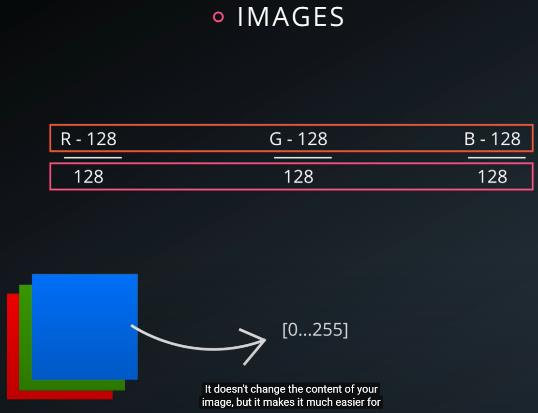 IMAGES
R - 128 G - 128 B - 128
128 128 128
[0...255]
It doesn't change the content of your
image, but it makes it much easier for